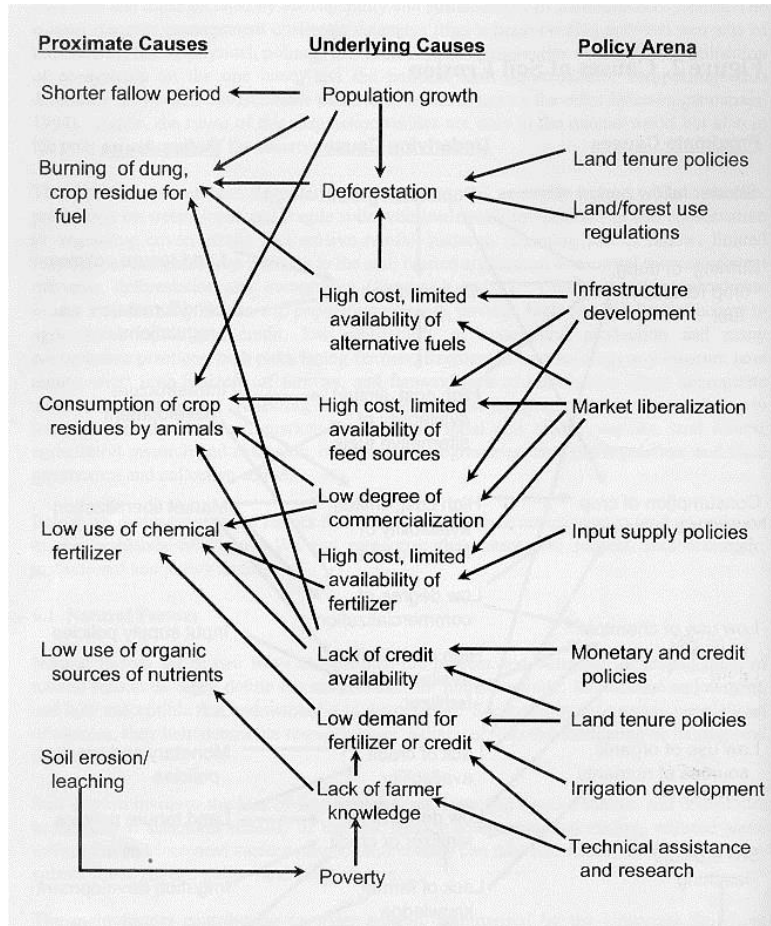 Proximate Causes
Underlying Causes
Policy Arena
Shorter fallow period
Population growth
Burning of dung,
crop residue for
fuel
Deforestation
Land tenure policies
Land/forest use
regulations
High cost, limited
availability of
alternative fuels
Infrastructure
development
Consumption of crop
residues by animals
High cost, limited
availability of
feed sources
Market liberalization
Low degree of
commercialization
Low use of chemical
fertilizer
High cost, limited
availability of
fertilizer
Input supply policies
Low use of organic
sources of nutrients
Lack of credit
availability
Monetary and credit
policies
Low demand for
fertilizer or credit
Land tenure policies
Soil erosion/
leaching
Lack of farmer
knowledge
Irrigation development
Poverty
Technical assistance
and research